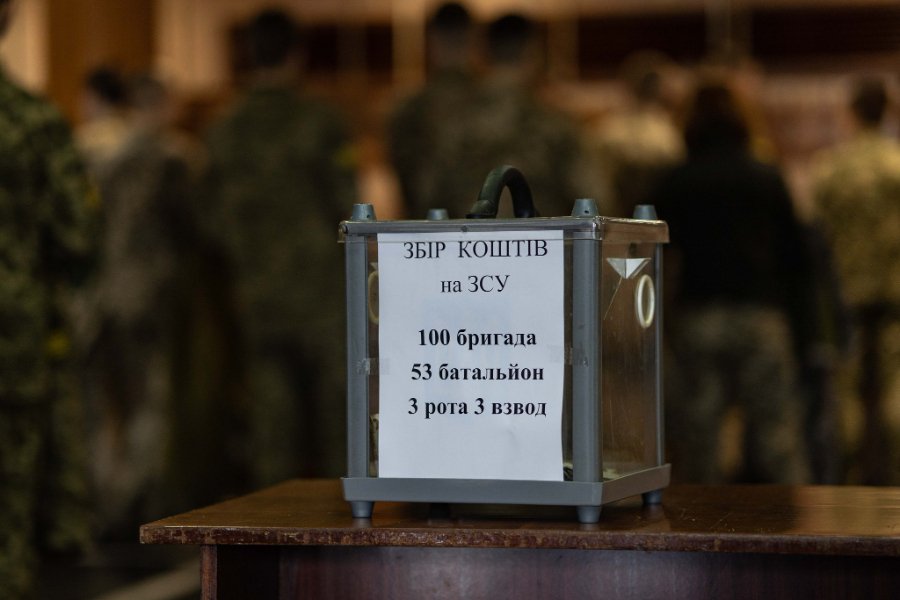 ЗБІР КОШТІВ
на ЗСУ
100 бригада
53 батальйон
3 рота 3 взвод